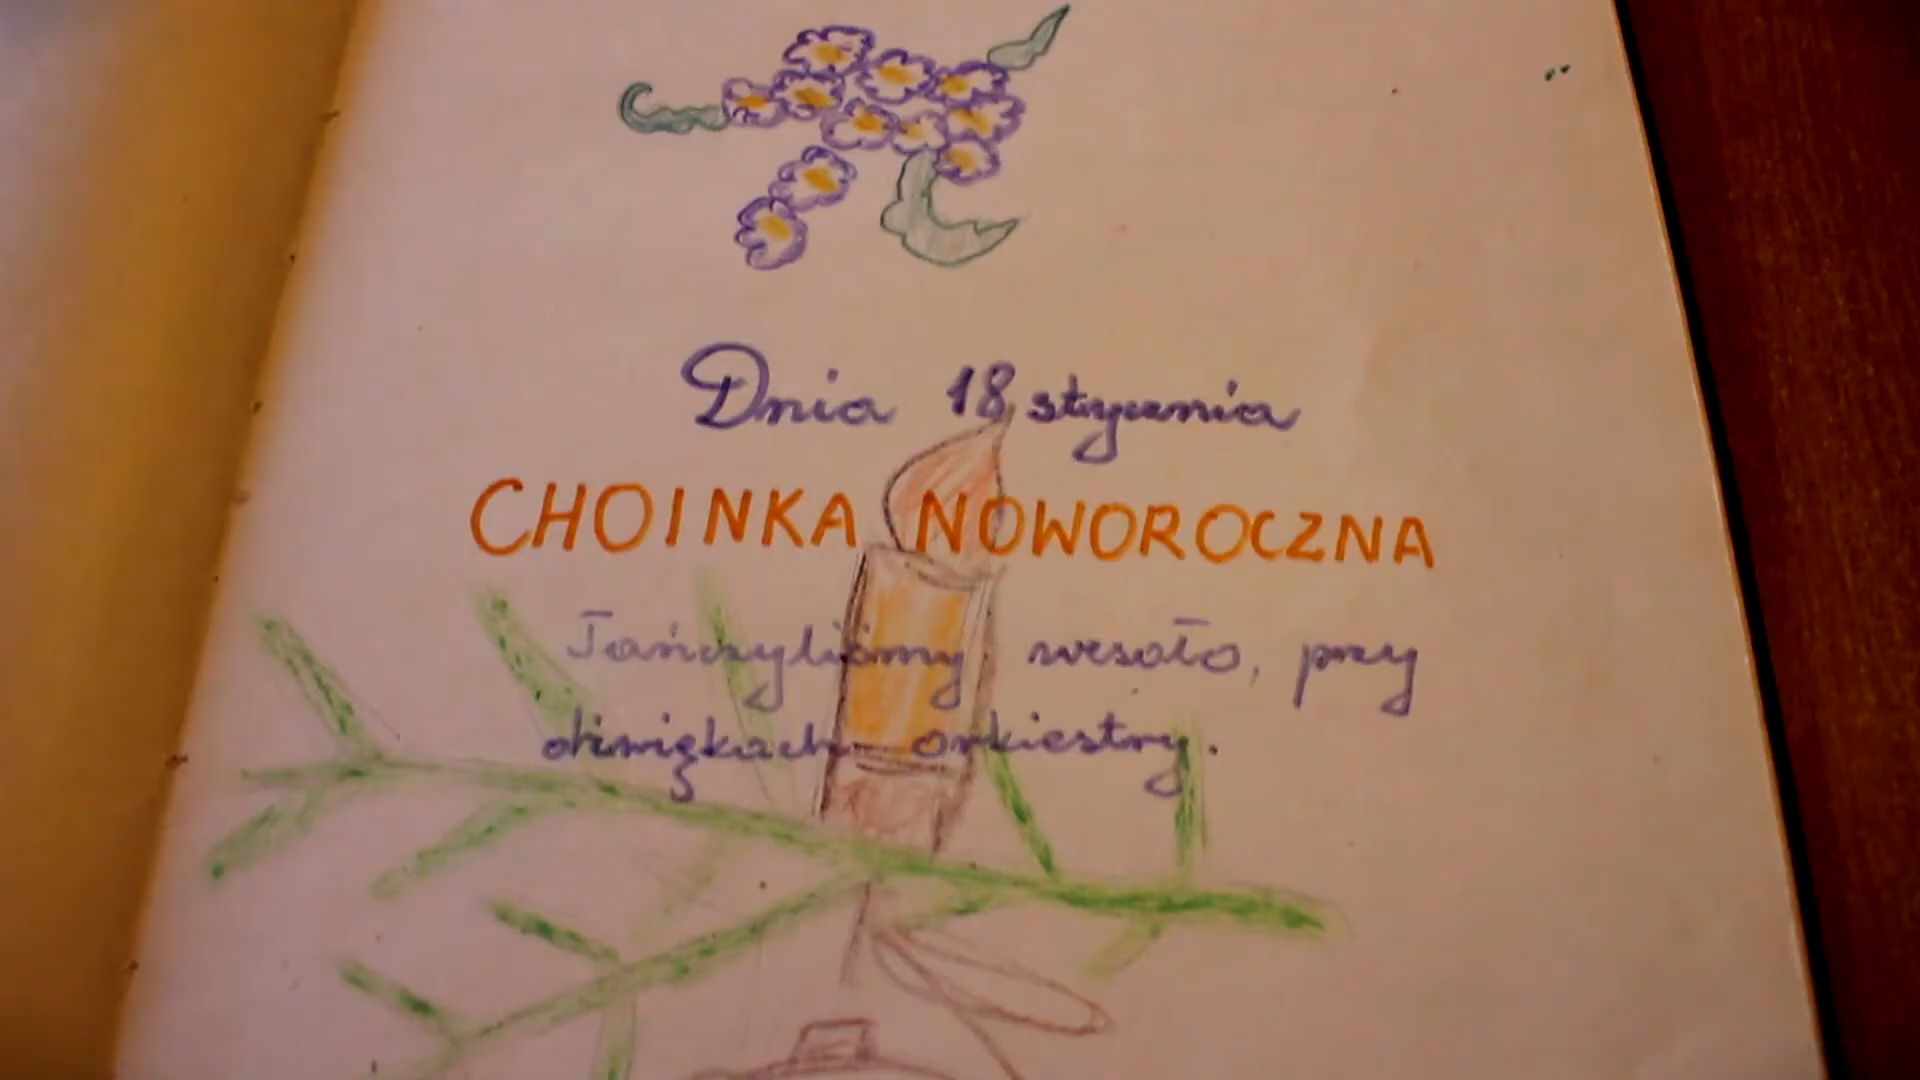 Dnia 18 stycznia
CHOINKA NOWOROCZNA
Tańczyliśmy wesoło, przy
dźwiękach orkiestry.